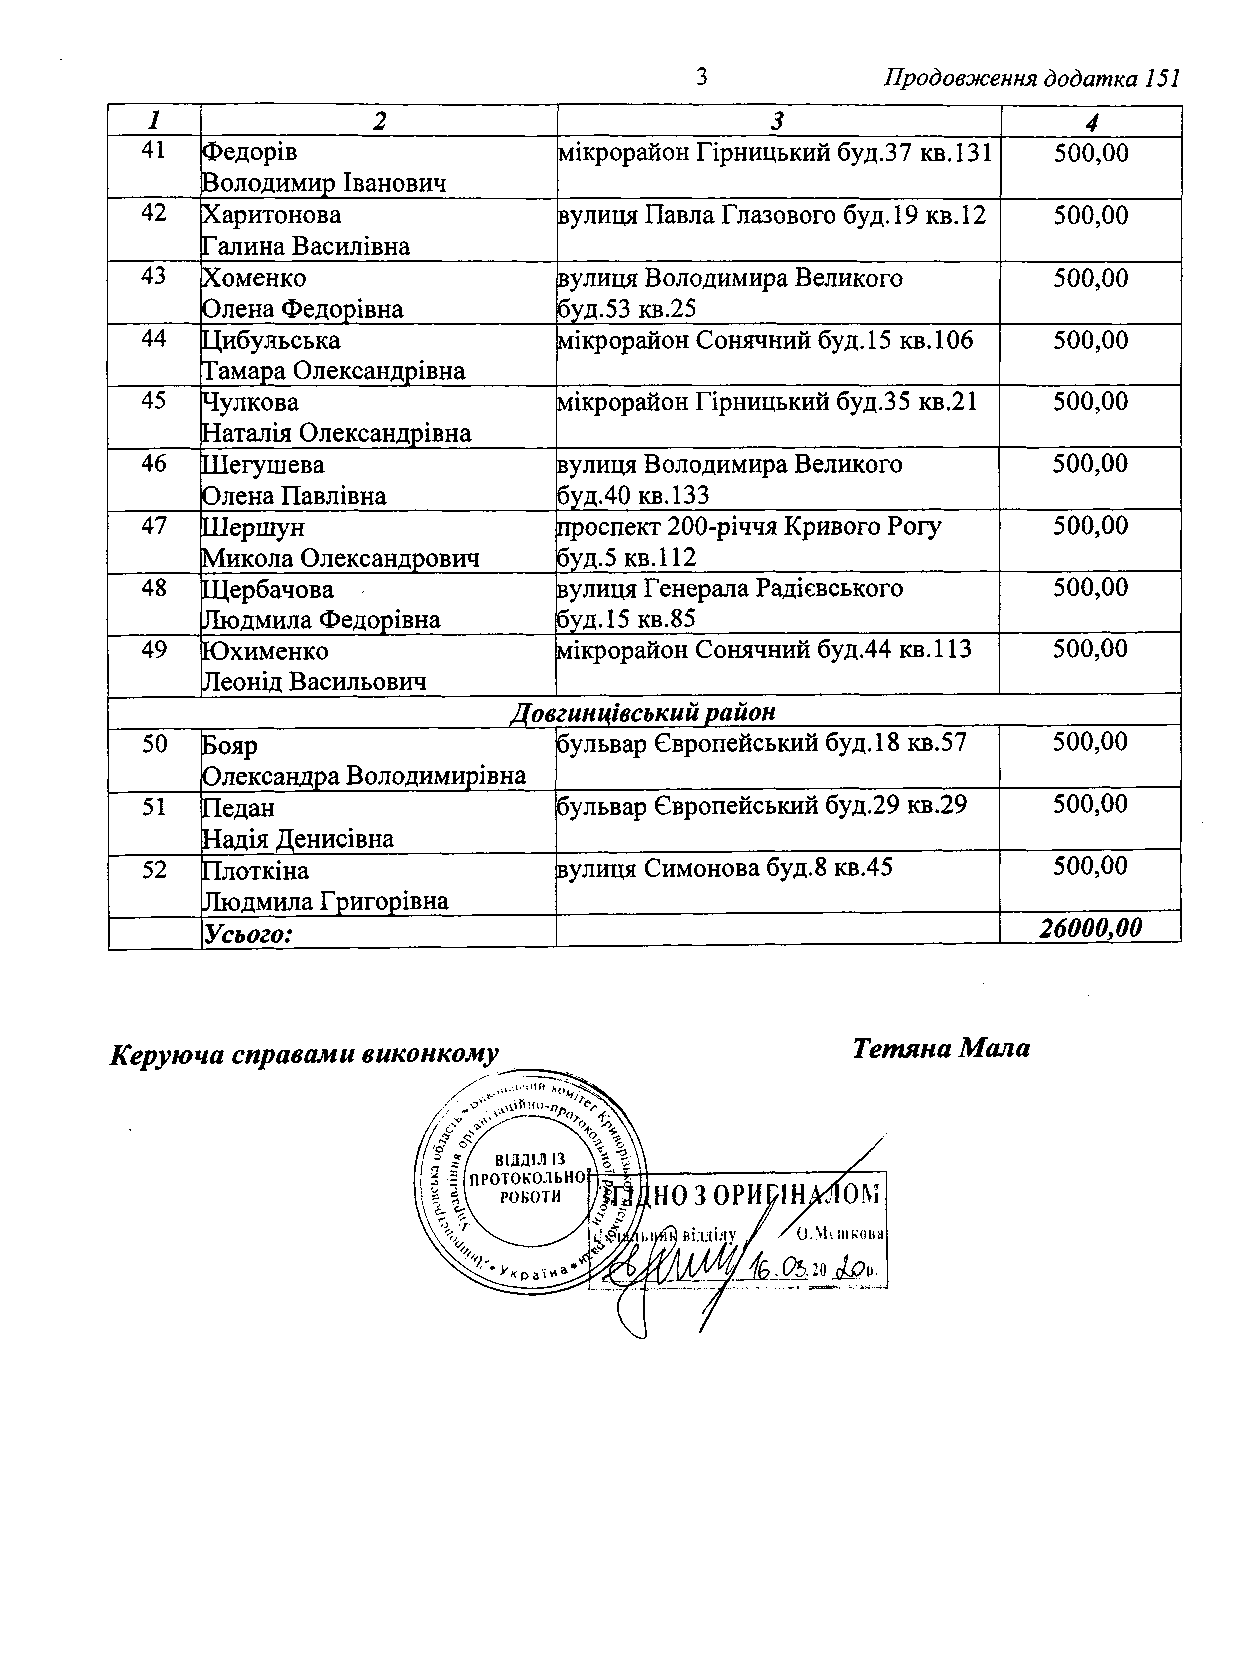 3 Продовження додатка 151
1 2 3 4
41 Федорів мікрорайон Гірницький буд.37 кв.131 500,00
Володимир Іванович
42 Харитонова вулиця Павла Глазового буд.19 кв.12 500,00
Галина Василівна
43 Хоменко вулиця Володимира Великого 500,00
Олена Федорівна буд.53 кв.25
44 Цибульська мікрорайон Сонячний буд.15 кв.106 500,00
Тамара Олександрівна
45 Чулкова мікрорайон Гірницький буд.35 кв.21 500,00
Наталія Олександрівна
46 Шегушева вулиця Володимира Великого 500,00
Олена Павлівна буд.40 кв.133
47 Шершун проспект 200-річчя Кривого Рогу 500,00
Микола Олександрович буд.5 кв.112
48 Щербачова вулиця Генерала Радієвського 500,00
Людмила Федорівна буд.15 кв.85
49 Юхименко мікрорайон Сонячний буд.44 кв.113 500,00
Леонід Васильович
Довгинцівський район
50 Бояр бульвар Європейський буд.18 кв.57 500,00
Олександра Володимирівна
51 Педан бульвар Європейський буд.29 кв.29 500,00
Надія Денисівна
52 Плоткіна вулиця Симонова буд.8 кв.45 500,00
Людмила Григорівна
Усього: 26000,00
Керуюча справами виконкому Тетяна Мала
ВІДДІЛ ІЗ
ПРОТОКОЛЬНОЇ
РОБОТИ
Україна
ЗГІДНО З ОРИГІНАЛОМ
відділу
16.03.2020р.